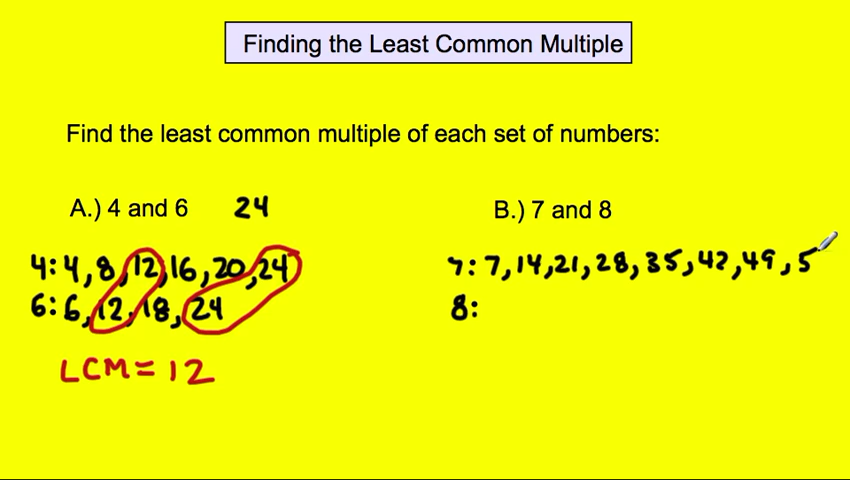 Finding the Least Common Multiple
Find the least common multiple of each set of numbers:
A.) 4 and 6 24
4: 4, 8, 12, 16, 20, 24
6: 6, 12, 18, 24
LCM = 12
B.) 7 and 8
7: 7, 14, 21, 28, 35, 42, 49, 5
8: